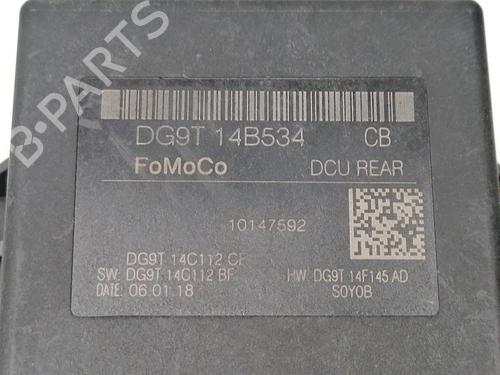 B-PARTS
DG9T 14B534 CB
FoMoCo DCU REAR
10147592
DG9T 14C112 CF
SW: DG9T 14C112 BF HW: DG9T 14F145 AD
DATE: 06.01.18 S0Y0B